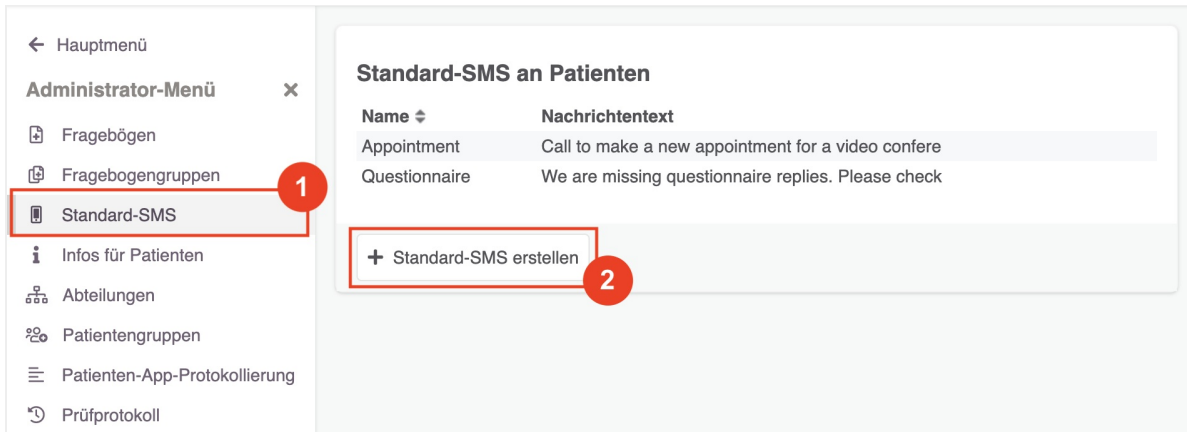 Hauptmenü
Administrator-Menü
Fragebögen
Fragebogengruppen
1
Standard-SMS
Infos für Patienten
Abteilungen
Patientengruppen
Patienten-App-Protokollierung
Prüfprotokoll
Standard-SMS an Patienten
Name Nachrichtentext
Appointment Call to make a new appointment for a video confere
Questionnaire We are missing questionnaire replies. Please check
+ Standard-SMS erstellen
2